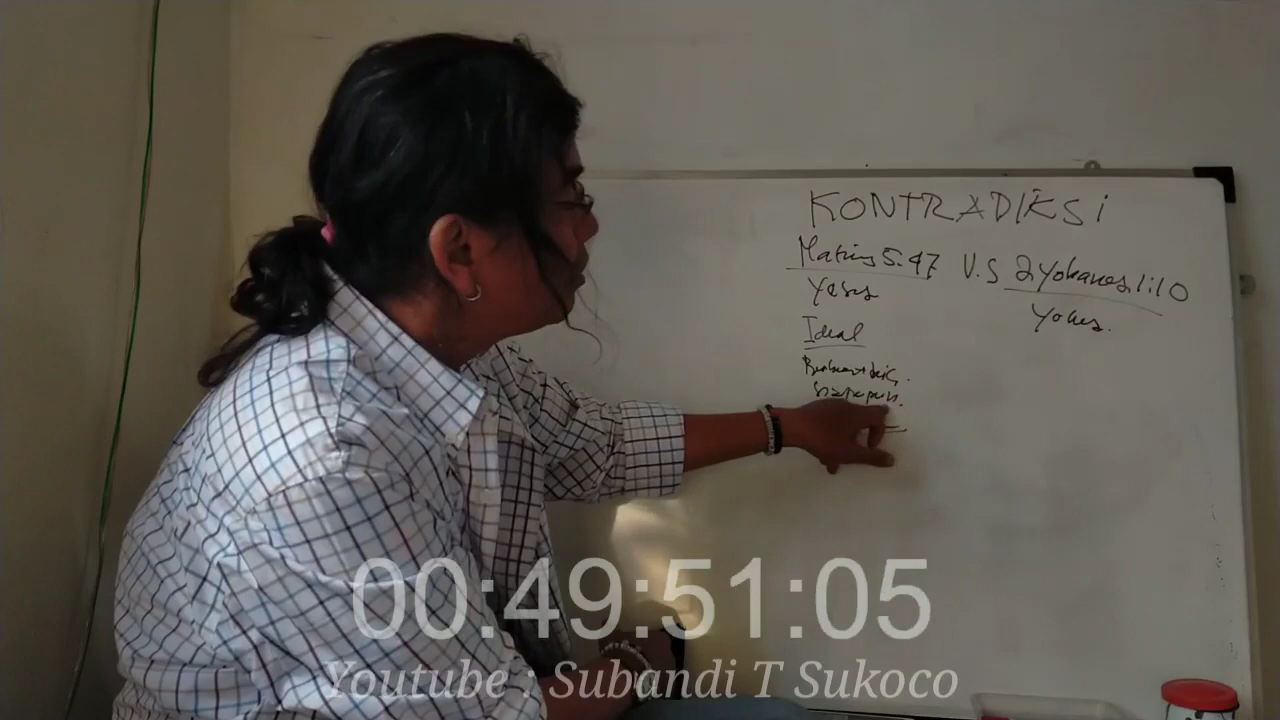 KONTRADIKSi
Matius 5.47 V.S 2 Yohanes.1:10
Yesus
Yohes.
Ideal
00:49:51:05
Youtube : Subandi T Sukoco